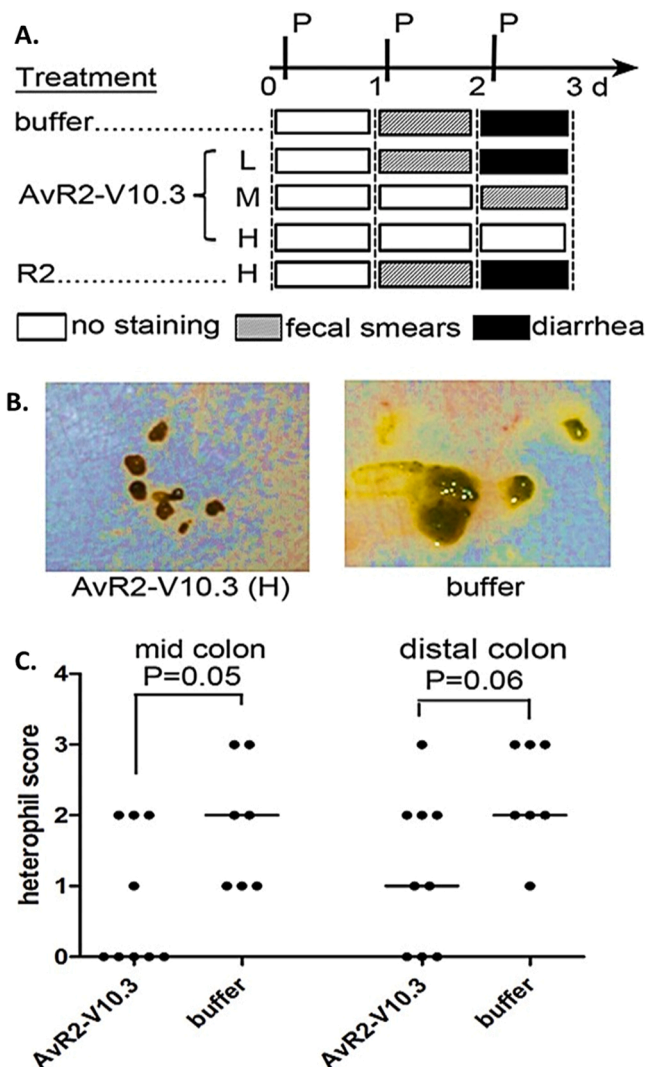 A.
P P P
Treatment
0 1 2 3 d
buffer......................
L
AvR2-V10.3
M
H
R2...................... H
no staining fecal smears diarrhea
B.
AvR2-V10.3 (H) buffer
C.
mid colon distal colon
P=0.05 P=0.06
heterophil score
4
3
2
1
0
AvR2-V10.3 buffer AvR2-V10.3 buffer